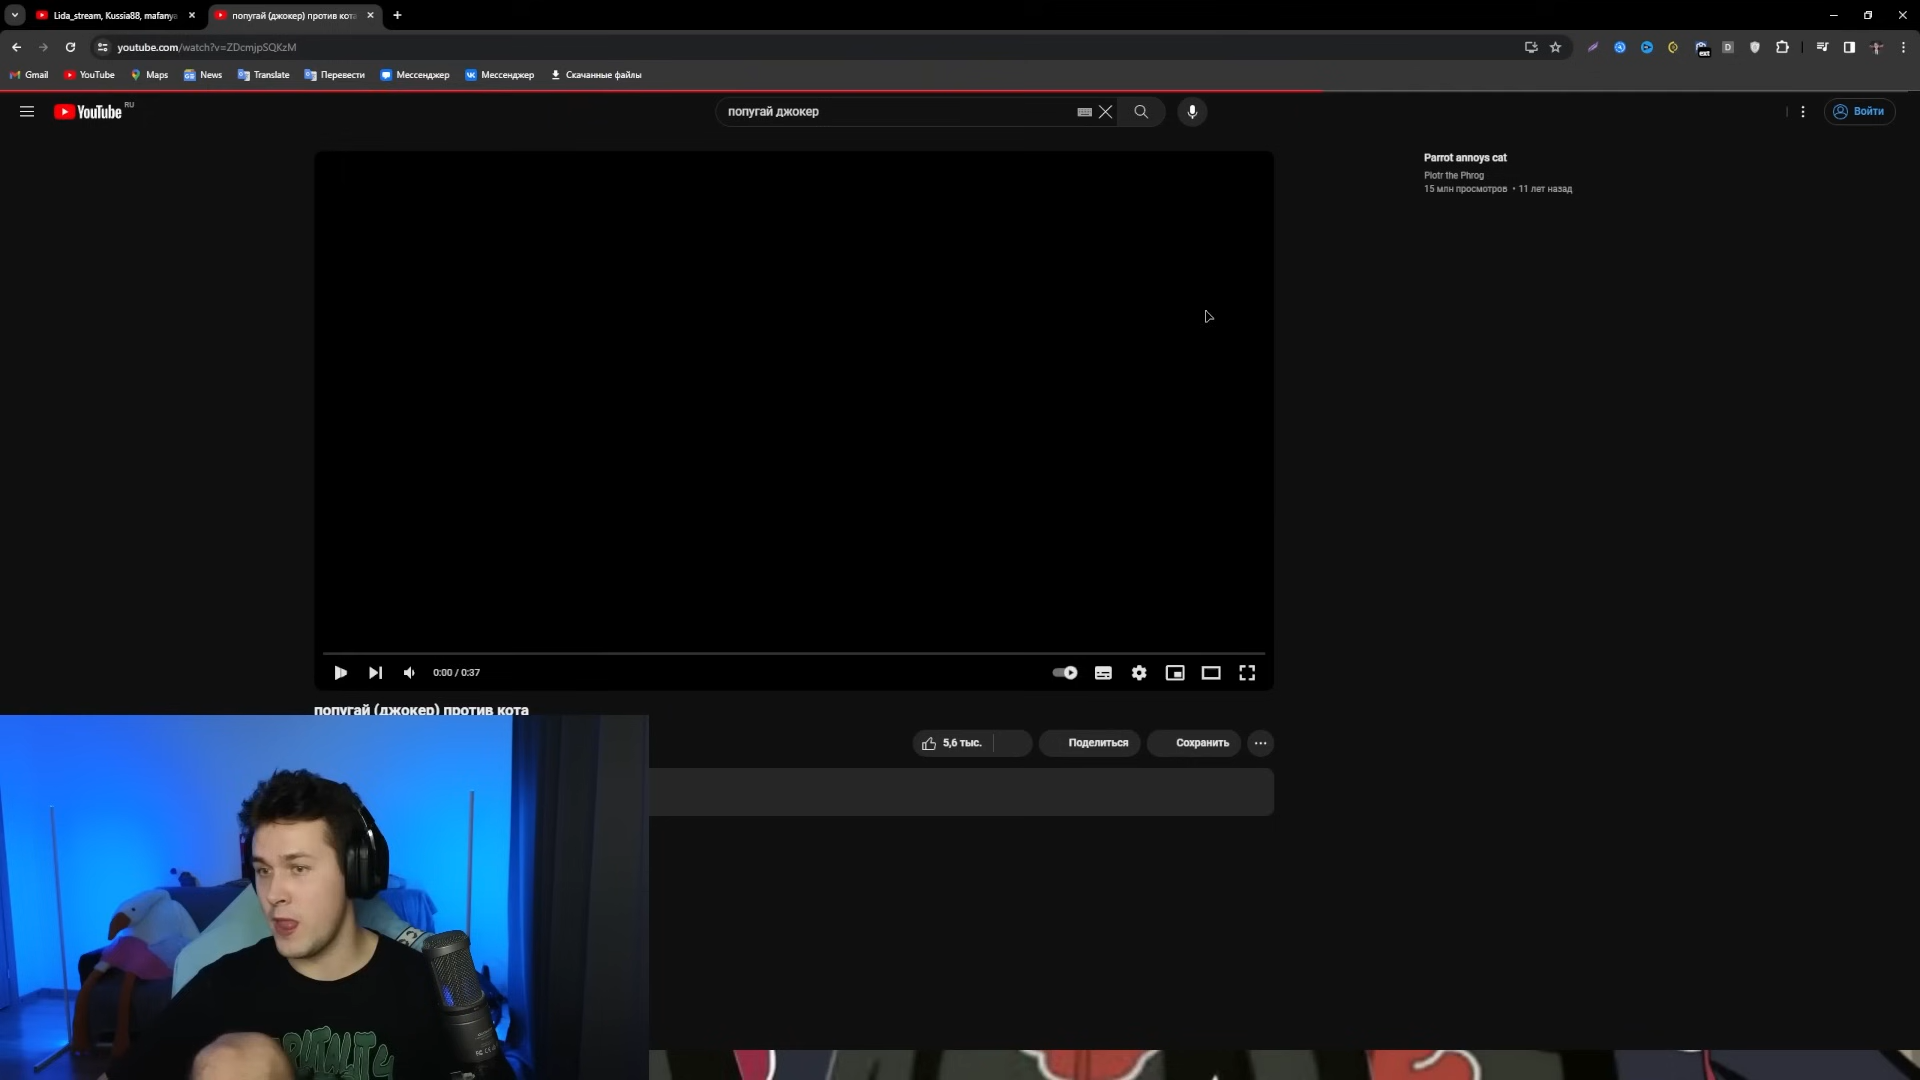 Lida_stream, Kussia88, mafanya
попугай (джокер) против кота
youtube.com/watch?v=ZDcmjpSQKzM
ext
D
Gmail
YouTube
Maps
News
Translate
Перевести
Мессенджер
Мессенджер
Скачанные файлы
YouTube RU
попугай джокер
Войти
Parrot annoys cat
Piotr the Phrog
15 млн просмотров • 11 лет назад
0:00 / 0:37
попугай (джокер) против кота
5,6 тыс.
Поделиться
Сохранить
BRUTALITE